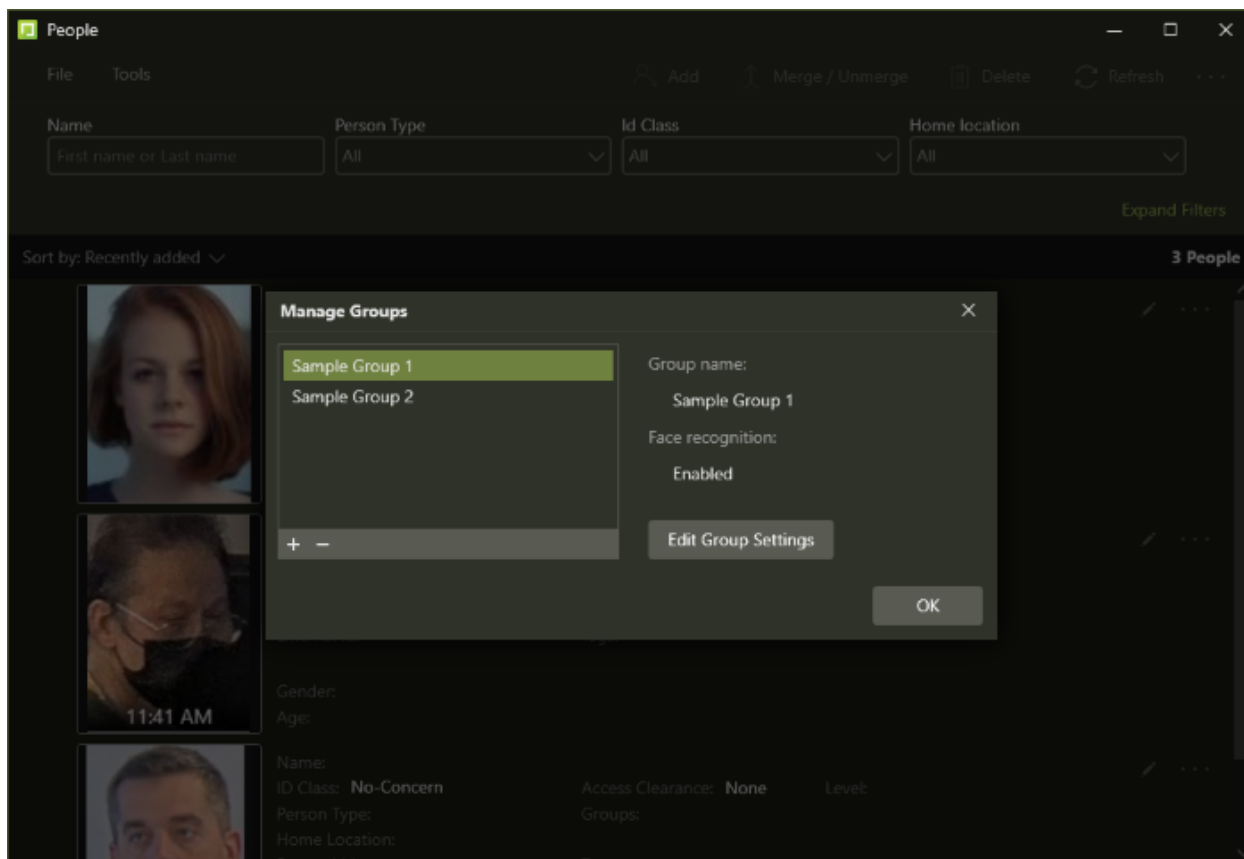 People
File Tools Add Merge / Unmerge Delete Refresh
Name Person Type Id Class Home location
First name or Last name All All All
Expand Filters
Sort by: Recently added 3 People
Manage Groups
Sample Group 1
Sample Group 2
+ −
Group name:
Sample Group 1
Face recognition:
Enabled
Edit Group Settings
OK
11:41 AM
Gender:
Age:
Name:
ID Class: No-Concern Access Clearance: None Level:
Person Type: Groups:
Home Location: